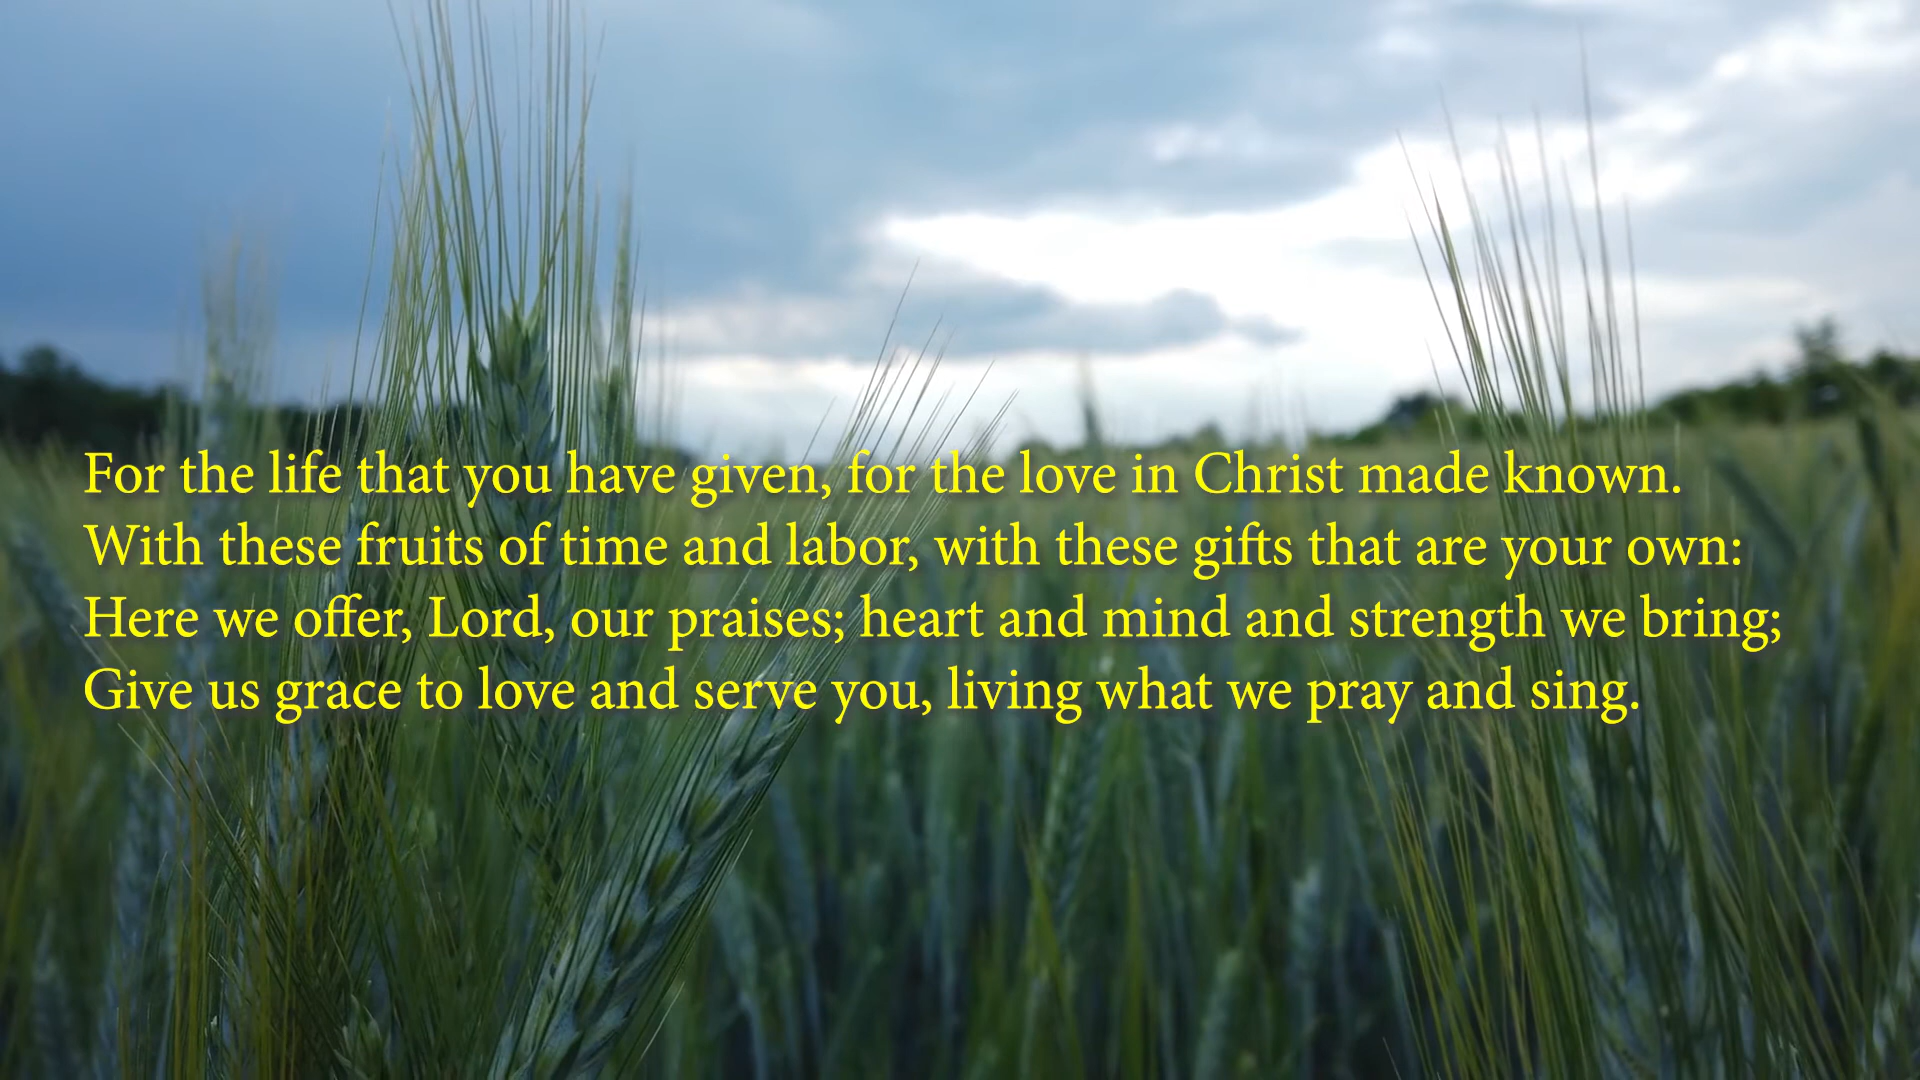 For the life that you have given, for the love in Christ made known.
With these fruits of time and labor, with these gifts that are your own:
Here we offer, Lord, our praises; heart and mind and strength we bring;
Give us grace to love and serve you, living what we pray and sing.